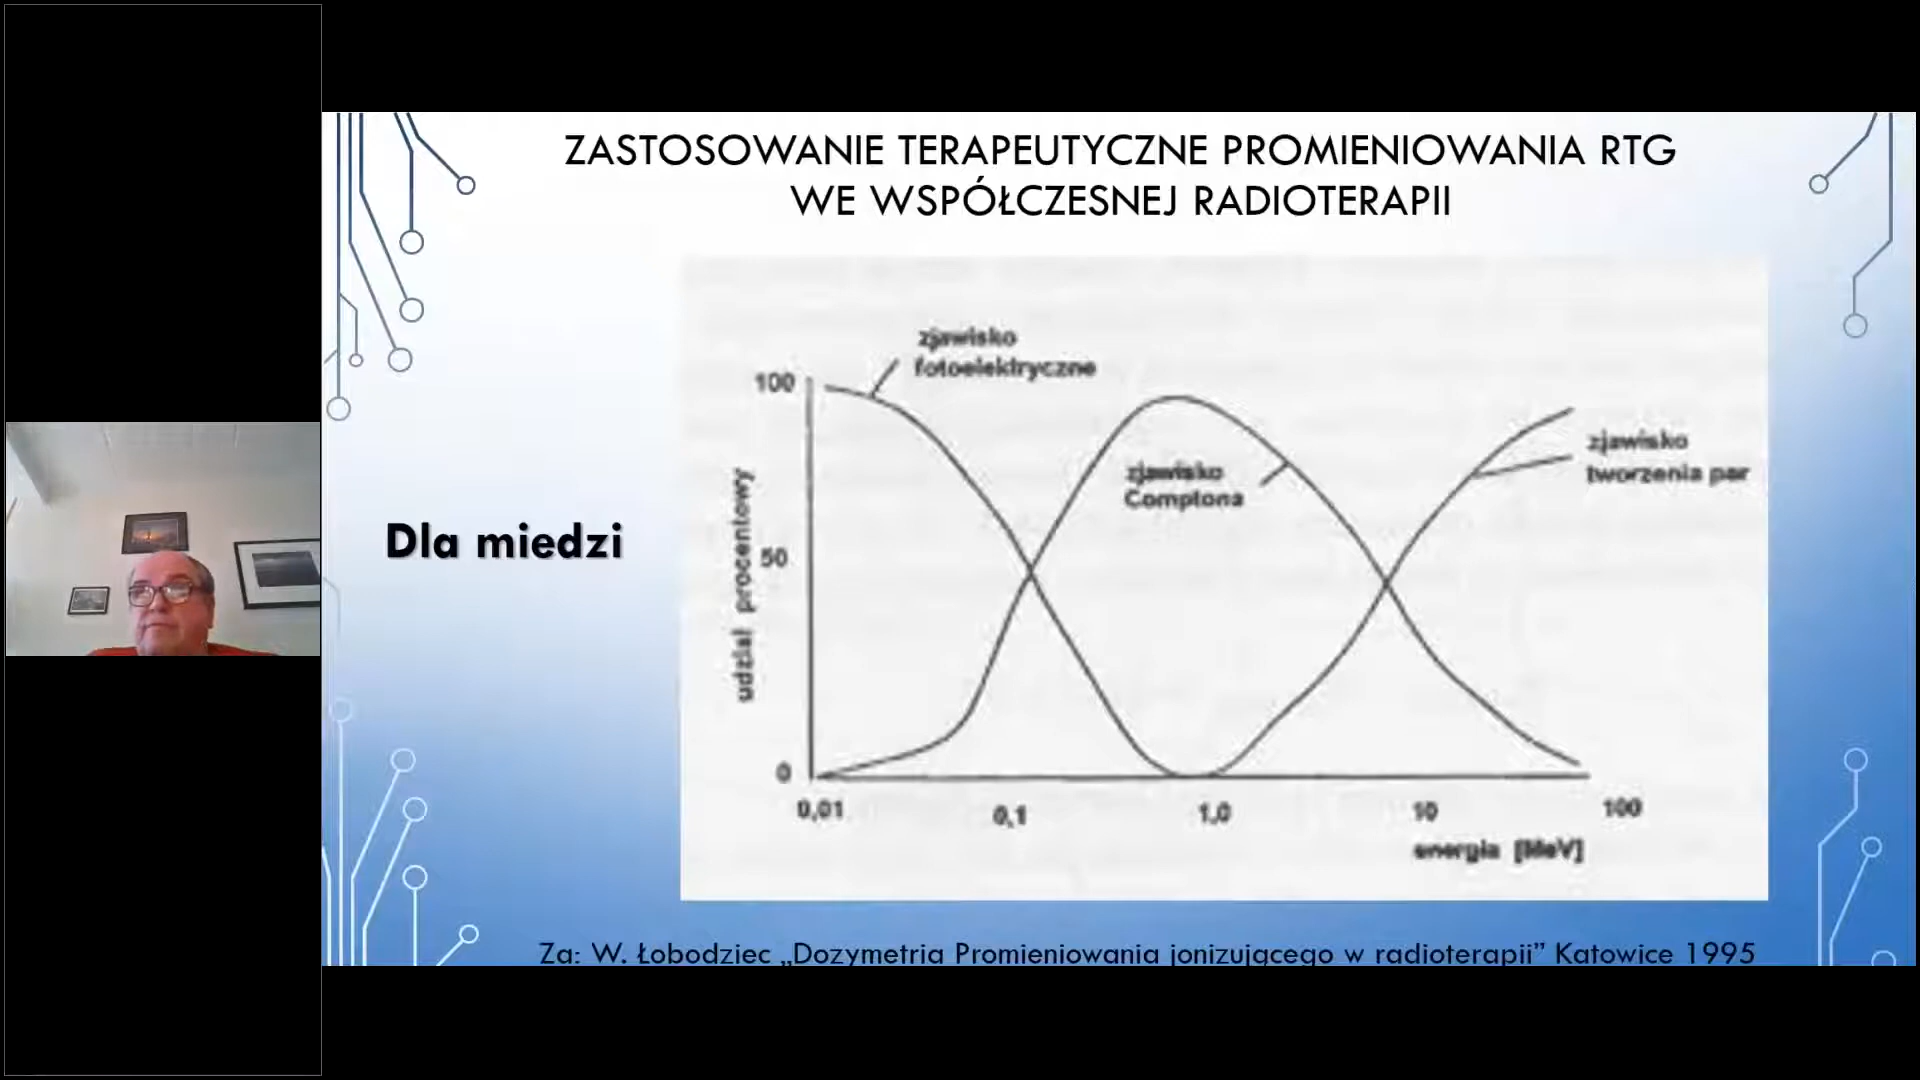 ZASTOSOWANIE TERAPEUTYCZNE PROMIENIOWANIA RTG
WE WSPÓŁCZESNEJ RADIOTERAPII
Dla miedzi
zjawisko
fotoelektryczne
zjawisko
Comptona
zjawisko
tworzenia par
udział procentowy
100
50
0
0,01
0,1
1,0
10
100
energia [MeV]
Za: W. Łobodziec „Dozymetria Promieniowania jonizującego w radioterapii” Katowice 1995